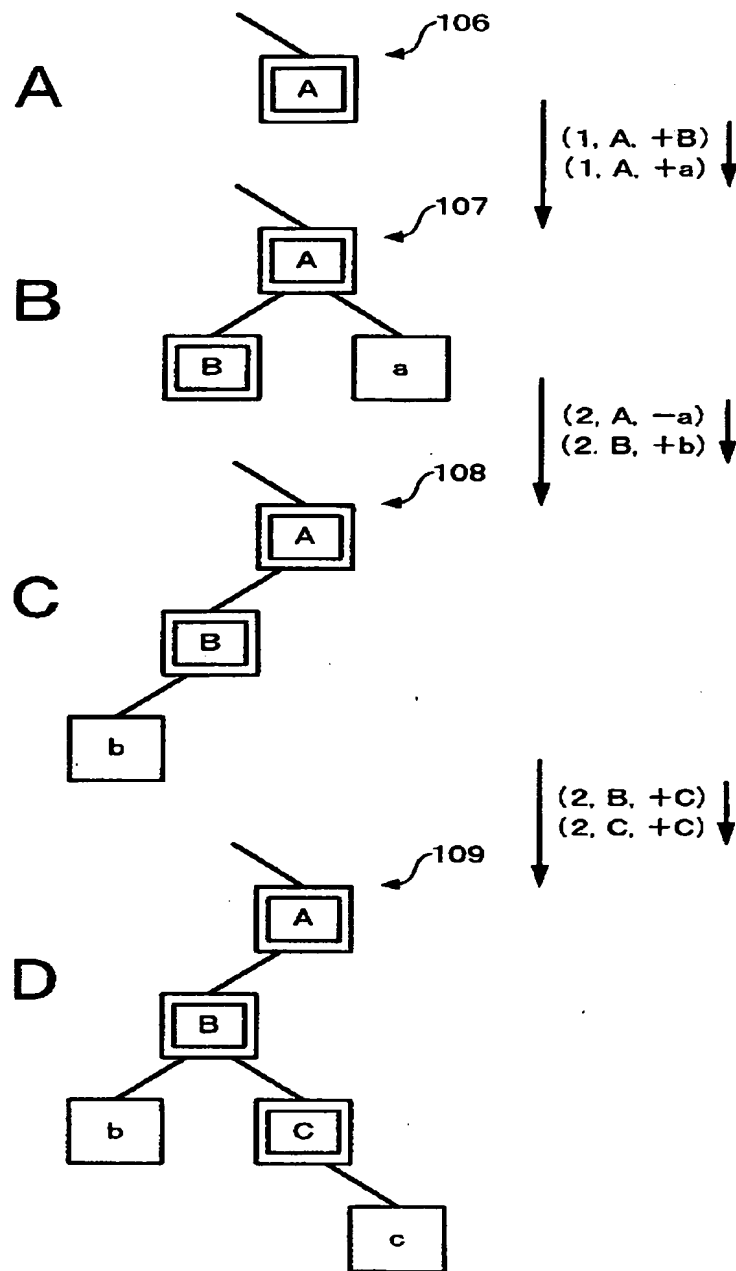 106
A
A
(1, A, +B)
(1, A, +a)
107
A
B
B
a
(2, A, −a)
(2. B, +b)
108
A
C
B
b
(2, B, +C)
(2, C, +C)
109
A
D
B
b
C
c